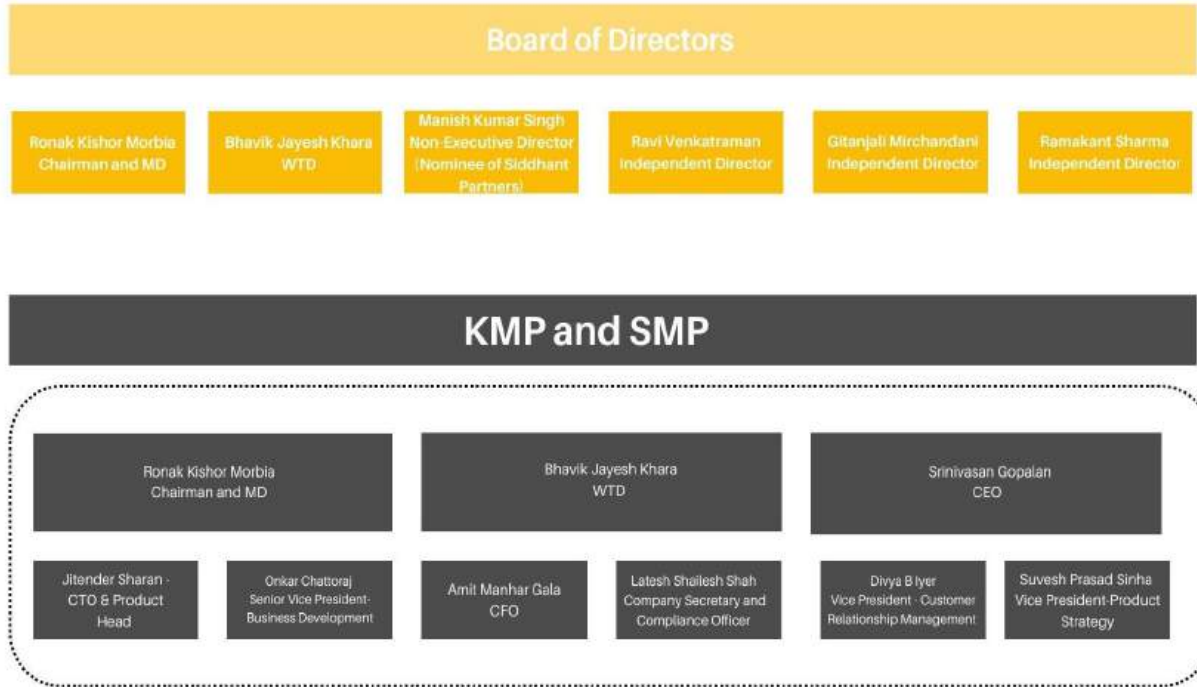 Board of Directors
Ronak Kishor Morbia
Chairman and MD
Bhavik Jayesh Khara
WTD
Manish Kumar Singh
Non-Executive Director
(Nominee of Siddhant
Partners)
Ravi Venkatraman
Independent Director
Gitanjali Mirchandani
Independent Director
Ramakant Sharma
Independent Director
KMP and SMP
Ronak Kishor Morbia
Chairman and MD
Bhavik Jayesh Khara
WTD
Srinivasan Gopalan
CEO
Jitender Sharan -
CTO & Product
Head
Onkar Chattoraj
Senior Vice President-
Business Development
Amit Manhar Gala
CFO
Latesh Shailesh Shah
Company Secretary and
Compliance Officer
Divya B Iyer
Vice President - Customer
Relationship Management
Suvesh Prasad Sinha
Vice President-Product
Strategy